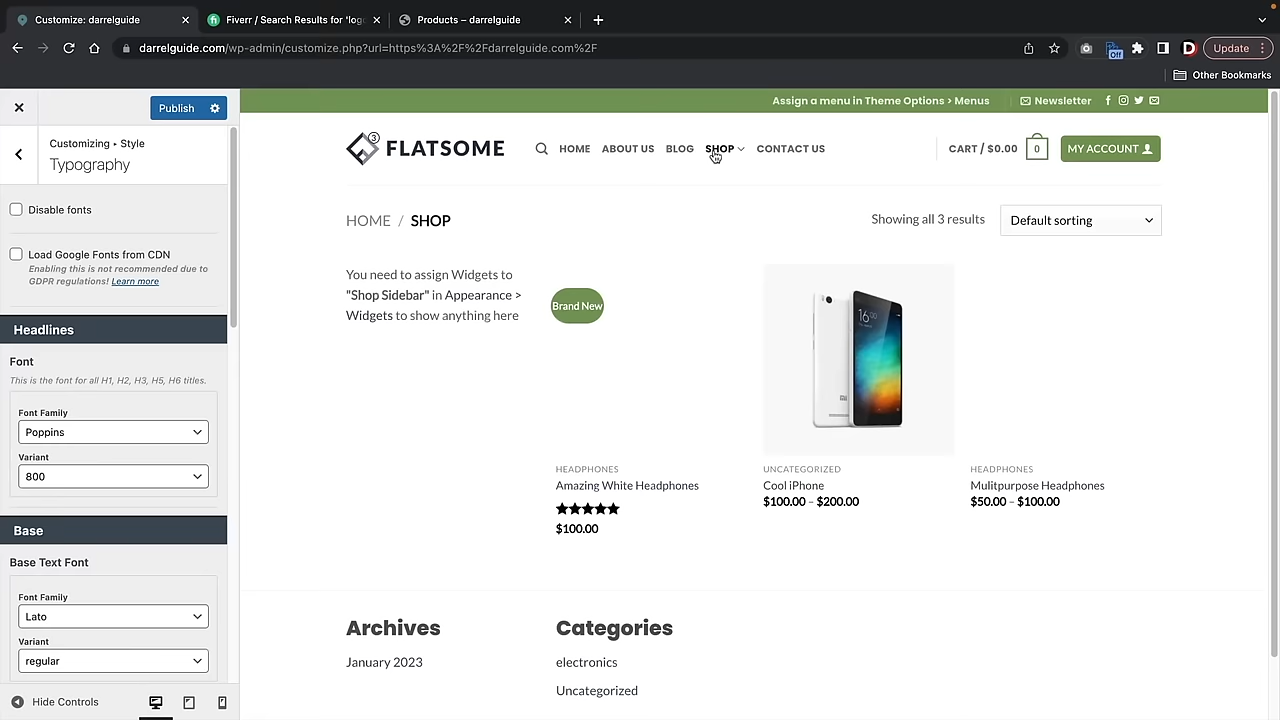 Customize: darrelguide
Fiverr / Search Results for 'logo
Products – darrelguide
darrelguide.com/wp-admin/customize.php?url=https%3A%2F%2Fdarrelguide.com%2F
Off
D
Update
Other Bookmarks
Publish
Customizing ▸ Style
Typography
Disable fonts
Load Google Fonts from CDN
Enabling this is not recommended due to
GDPR regulations! Learn more
Headlines
Font
This is the font for all H1, H2, H3, H5, H6 titles.
Font Family
Poppins
Variant
800
Base
Base Text Font
Font Family
Lato
Variant
regular
Hide Controls
Assign a menu in Theme Options > Menus
Newsletter
3
FLATSOME
HOME
ABOUT US
BLOG
SHOP
CONTACT US
CART / $0.00
0
MY ACCOUNT
HOME / SHOP
Showing all 3 results
Default sorting
You need to assign Widgets to
"Shop Sidebar" in Appearance >
Widgets to show anything here
Brand New
16:00
HEADPHONES
Amazing White Headphones
$100.00
UNCATEGORIZED
Cool iPhone
$100.00 – $200.00
HEADPHONES
Mulitpurpose Headphones
$50.00 – $100.00
Archives
January 2023
Categories
electronics
Uncategorized